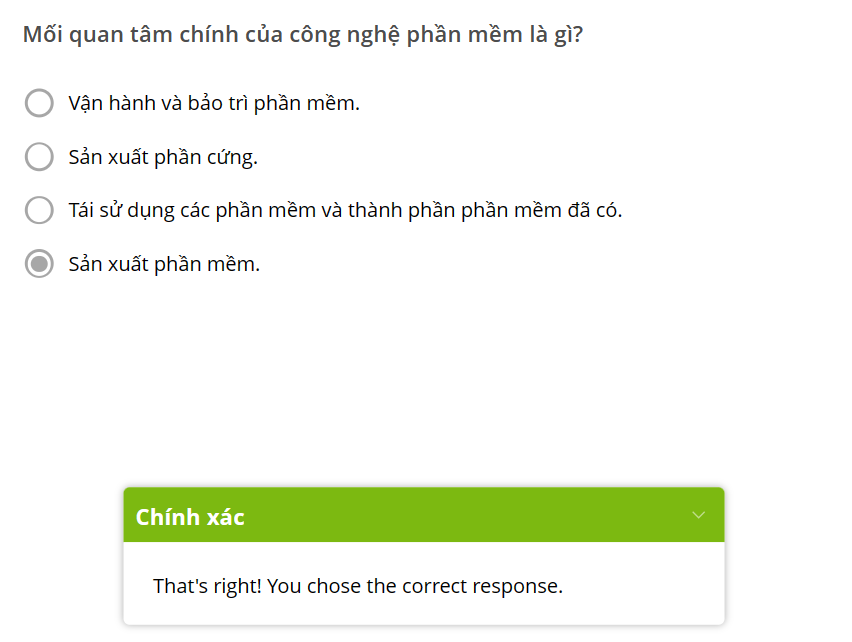 Mối quan tâm chính của công nghệ phần mềm là gì?
Vận hành và bảo trì phần mềm.
Sản xuất phần cứng.
Tái sử dụng các phần mềm và thành phần phần mềm đã có.
Sản xuất phần mềm.
Chính xác
That's right! You chose the correct response.